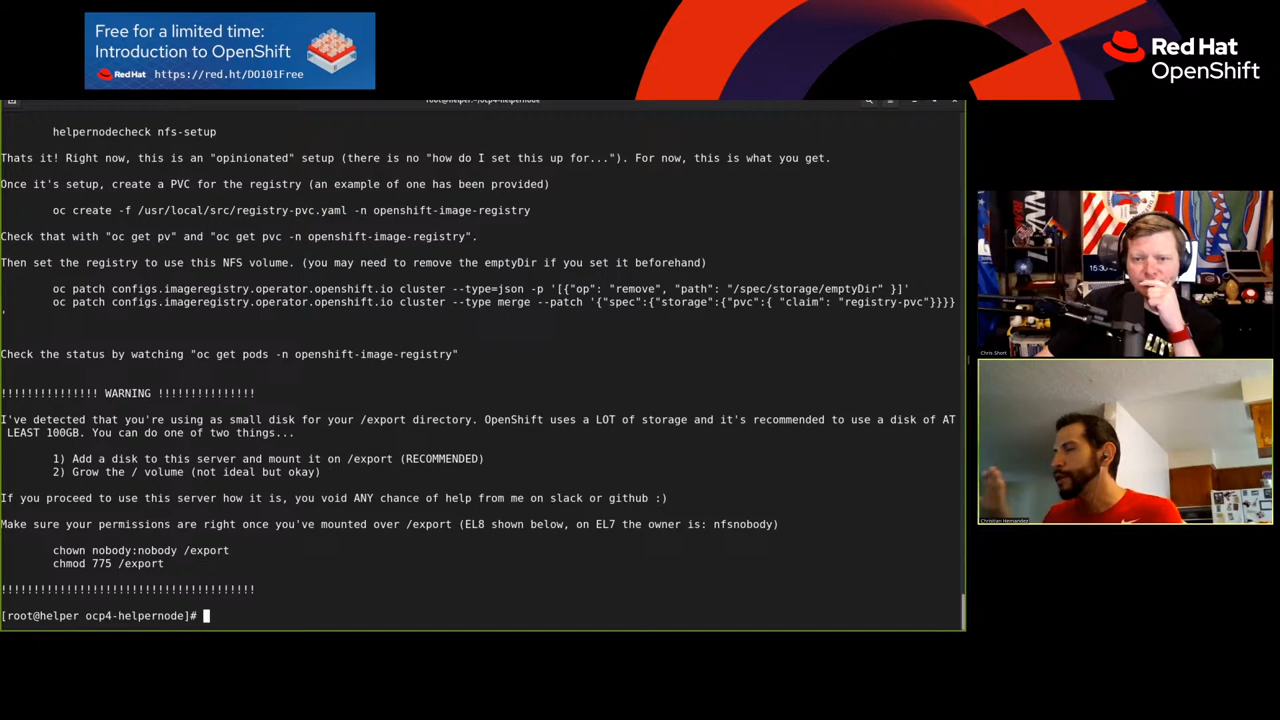 Free for a limited time:
Introduction to OpenShift
Red Hat https://red.ht/DO101Free
Red Hat
OpenShift
root@helper:~/ocp4-helpernode
helpernodecheck nfs-setup
Thats it! Right now, this is an "opinionated" setup (there is no "how do I set this up for..."). For now, this is what you get.
Once it's setup, create a PVC for the registry (an example of one has been provided)
oc create -f /usr/local/src/registry-pvc.yaml -n openshift-image-registry
Check that with "oc get pv" and "oc get pvc -n openshift-image-registry".
Then set the registry to use this NFS volume. (you may need to remove the emptyDir if you set it beforehand)
oc patch configs.imageregistry.operator.openshift.io cluster --type=json -p '[{"op": "remove", "path": "/spec/storage/emptyDir" }]'
oc patch configs.imageregistry.operator.openshift.io cluster --type merge --patch '{"spec":{"storage":{"pvc":{ "claim": "registry-pvc"}}}}
'
Check the status by watching "oc get pods -n openshift-image-registry"
!!!!!!!!!!!!!!! WARNING !!!!!!!!!!!!!!!
I've detected that you're using as small disk for your /export directory. OpenShift uses a LOT of storage and it's recommended to use a disk of AT
LEAST 100GB. You can do one of two things...
1) Add a disk to this server and mount it on /export (RECOMMENDED)
2) Grow the / volume (not ideal but okay)
If you proceed to use this server how it is, you void ANY chance of help from me on slack or github :)
Make sure your permissions are right once you've mounted over /export (EL8 shown below, on EL7 the owner is: nfsnobody)
chown nobody:nobody /export
chmod 775 /export
!!!!!!!!!!!!!!!!!!!!!!!!!!!!!!!!!!!!!!!
[root@helper ocp4-helpernode]#
15:30
Chris Short
Christian Hernandez